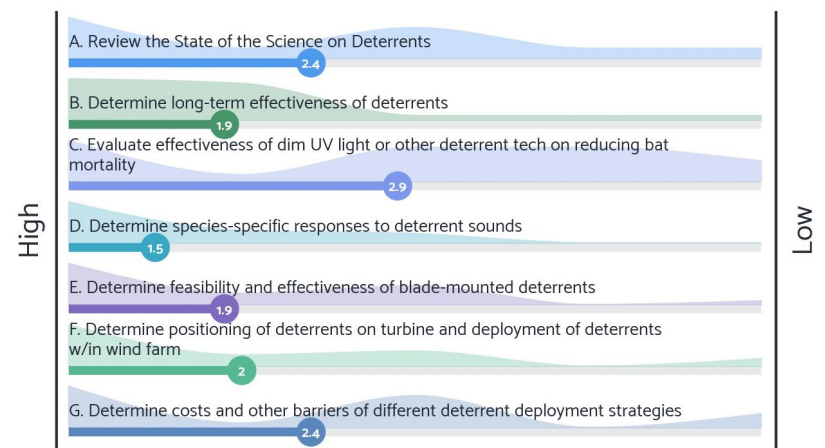 High
A. Review the State of the Science on Deterrents
2.4
B. Determine long-term effectiveness of deterrents
1.9
C. Evaluate effectiveness of dim UV light or other deterrent tech on reducing bat
mortality
2.9
D. Determine species-specific responses to deterrent sounds
1.5
E. Determine feasibility and effectiveness of blade-mounted deterrents
1.9
F. Determine positioning of deterrents on turbine and deployment of deterrents
w/in wind farm
2
G. Determine costs and other barriers of different deterrent deployment strategies
2.4
Low